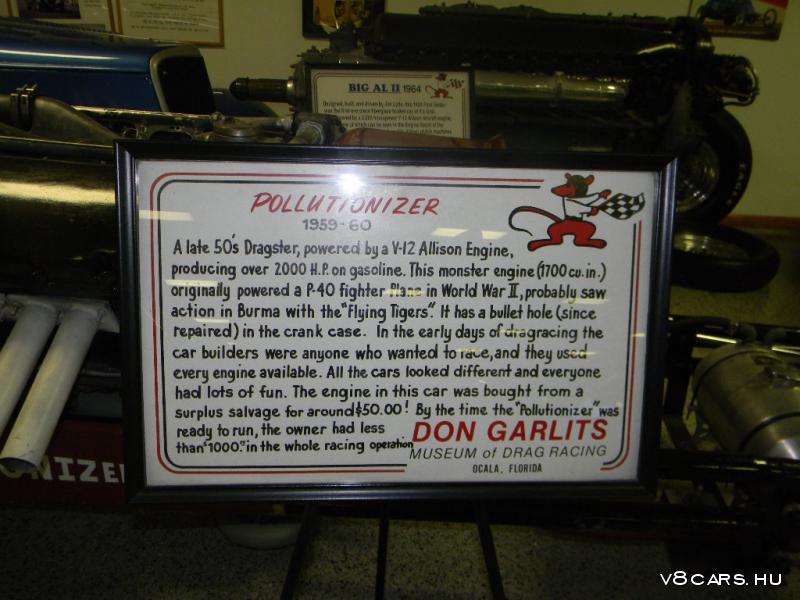 BIG AL II 1964
POLLUTIONIZER
1959-60
A late 50's Dragster, powered by a V-12 Allison Engine,
producing over 2000 H.P. on gasoline. This monster engine (1700 cu. in.)
originally powered a P-40 fighter Plane in World War II, probably saw
action in Burma with the "Flying Tigers". It has a bullet hole (since
repaired) in the crank case. In the early days of dragracing the
car builders were anyone who wanted to race, and they used
every engine available. All the cars looked different and everyone
had lots of fun. The engine in this car was bought from a
surplus salvage for around $50.00! By the time the "Pollutionizer" was
ready to run, the owner had less
than "1000." in the whole racing operation
DON GARLITS
MUSEUM of DRAG RACING
OCALA, FLORIDA
ONIZER
V8CARS.HU